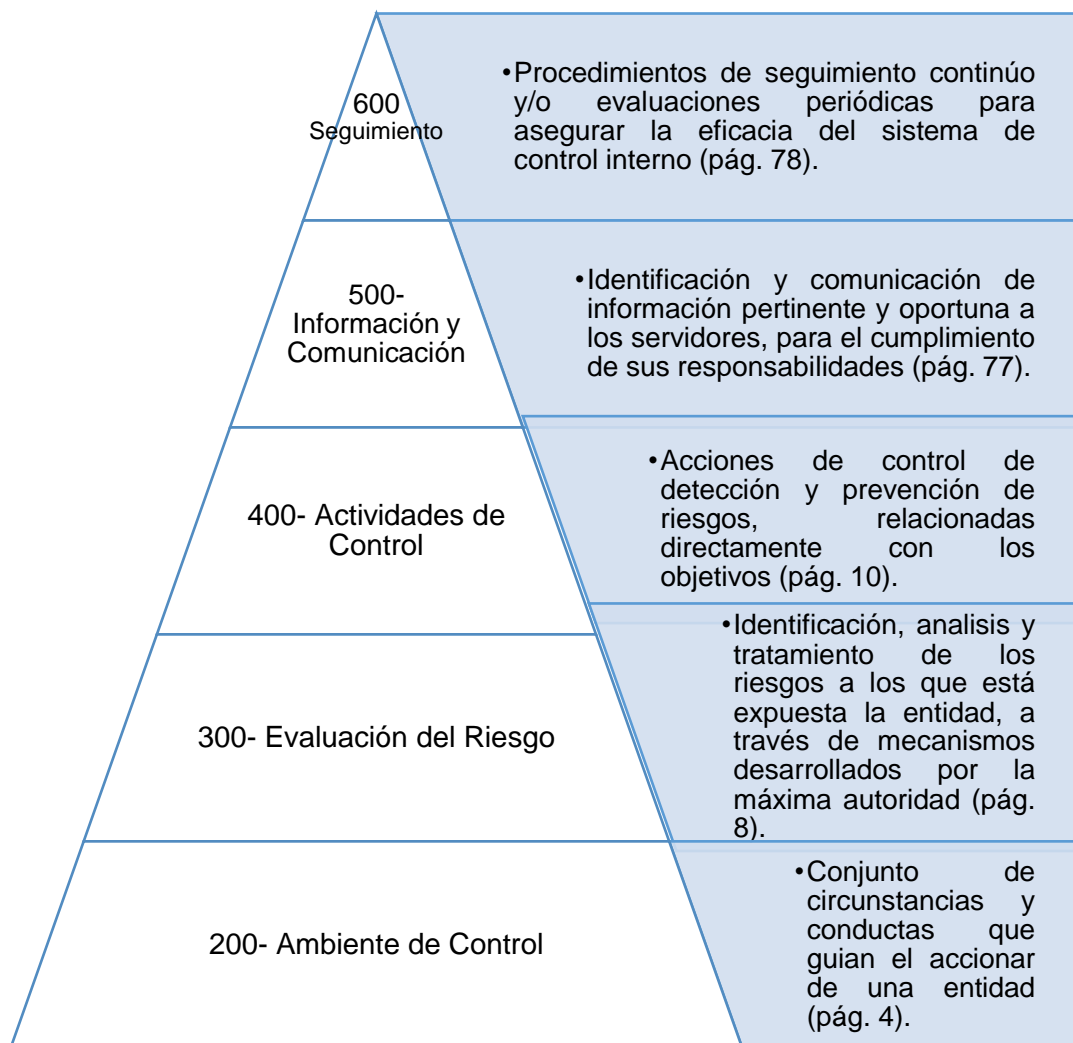 600
Seguimiento
•Procedimientos de seguimiento continúo
y/o evaluaciones periódicas para
asegurar la eficacia del sistema de
control interno (pág. 78).
500-
Información y
Comunicación
•Identificación y comunicación de
información pertinente y oportuna a
los servidores, para el cumplimiento
de sus responsabilidades (pág. 77).
400- Actividades de
Control
•Acciones de control de
detección y prevención de
riesgos, relacionadas
directamente con los
objetivos (pág. 10).
300- Evaluación del Riesgo
•Identificación, analisis y
tratamiento de los
riesgos a los que está
expuesta la entidad, a
través de mecanismos
desarrollados por la
máxima autoridad (pág.
8).
200- Ambiente de Control
•Conjunto de
circunstancias y
conductas que
guian el accionar
de una entidad
(pág. 4).